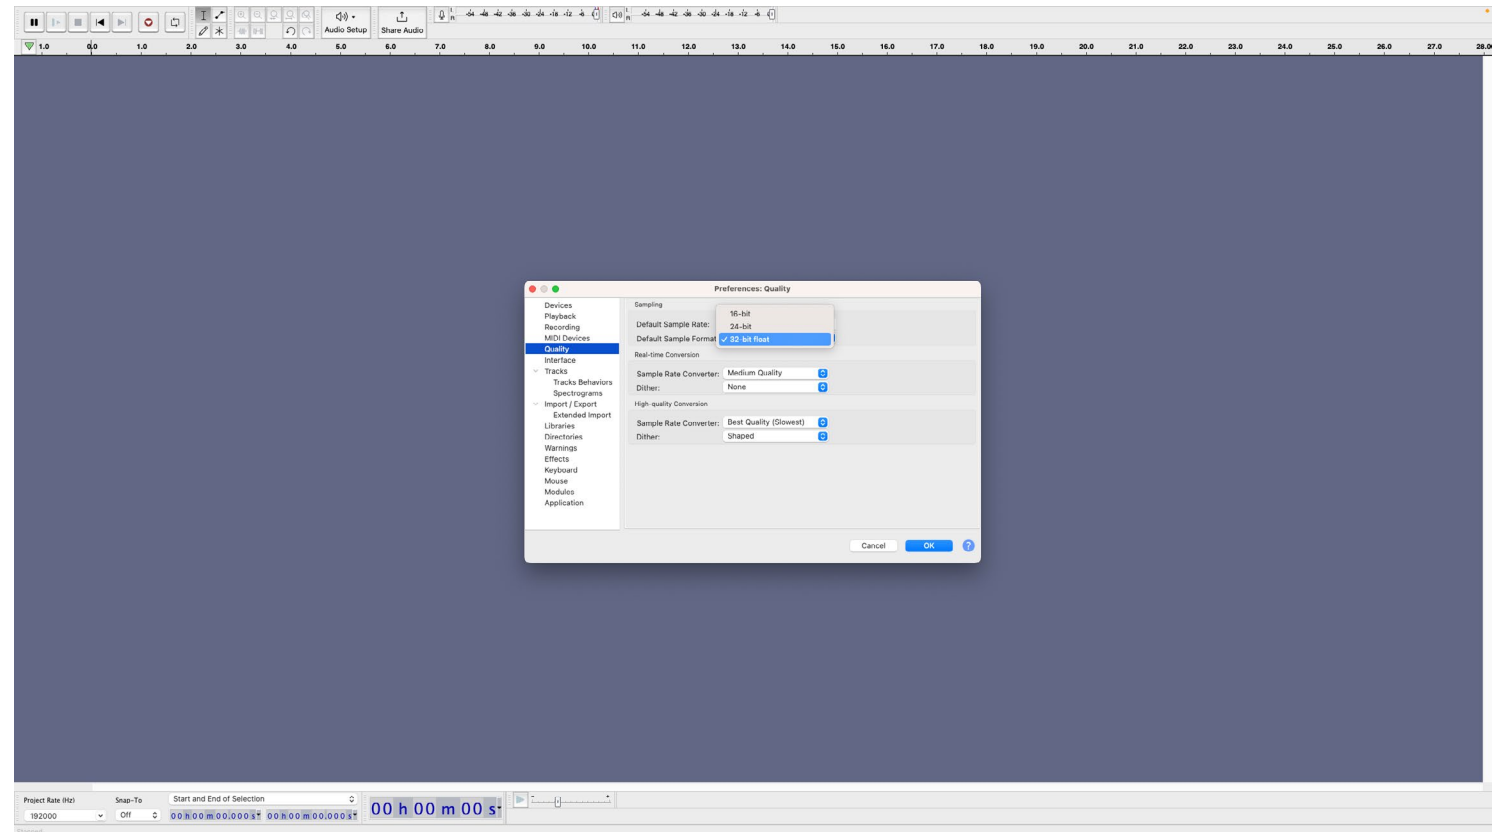 Audio Setup
Share Audio
L
R
-54 -48 -42 -36 -30 -24 -18 -12 -6 0
L
R
-54 -48 -42 -36 -30 -24 -18 -12 -6 0
1.0 0.0 1.0 2.0 3.0 4.0 5.0 6.0 7.0 8.0 9.0 10.0 11.0 12.0 13.0 14.0 15.0 16.0 17.0 18.0 19.0 20.0 21.0 22.0 23.0 24.0 25.0 26.0 27.0 28.0
Preferences: Quality
Devices
Playback
Recording
MIDI Devices
Quality
Interface
Tracks
Tracks Behaviors
Spectrograms
Import / Export
Extended Import
Libraries
Directories
Warnings
Effects
Keyboard
Mouse
Modules
Application
Sampling
Default Sample Rate:
Default Sample Format
16-bit
24-bit
✓ 32-bit float
Real-time Conversion
Sample Rate Converter: Medium Quality
Dither: None
High-quality Conversion
Sample Rate Converter: Best Quality (Slowest)
Dither: Shaped
Cancel
OK
?
Project Rate (Hz)
192000
Snap-To
Off
Start and End of Selection
00 h 00 m 00.000 s 00 h 00 m 00.000 s
00 h 00 m 00 s
- +